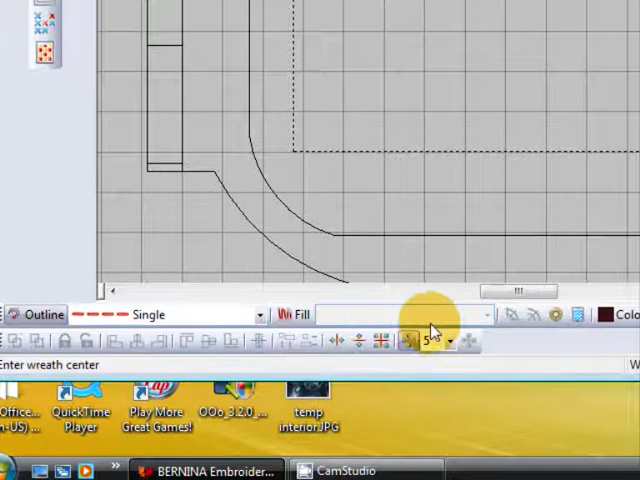 Outline
Single
Fill
Colo
5
Enter wreath center
W
Office...
n-US) ...
QuickTime
Player
Play More
Great Games!
OOo_3.2.0_...
temp
interior.JPG
»
BERNINA Embroider...
CamStudio